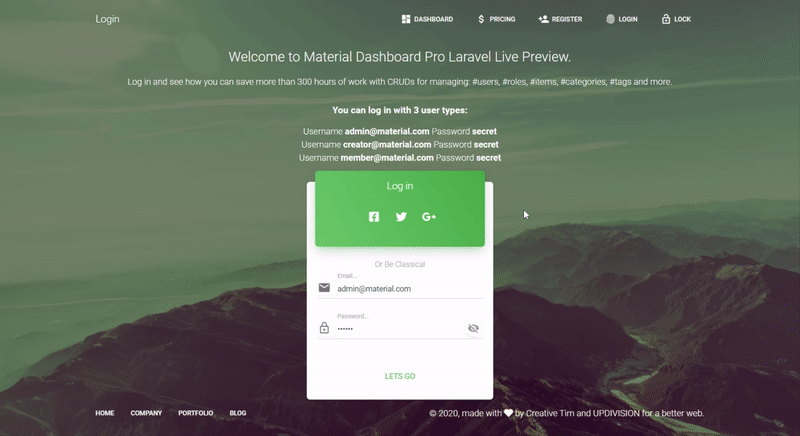 Login
DASHBOARD
PRICING
REGISTER
LOGIN
LOCK
Welcome to Material Dashboard Pro Laravel Live Preview.
Log in and see how you can save more than 300 hours of work with CRUDs for managing: #users, #roles, #items, #categories, #tags and more.
You can log in with 3 user types:
Username admin@material.com Password secret
Username creator@material.com Password secret
Username member@material.com Password secret
Log in
G+
Or Be Classical
Email...
admin@material.com
Password...
••••••
LETS GO
HOME
COMPANY
PORTFOLIO
BLOG
© 2020, made with ♥ by Creative Tim and UPDIVISION for a better web.